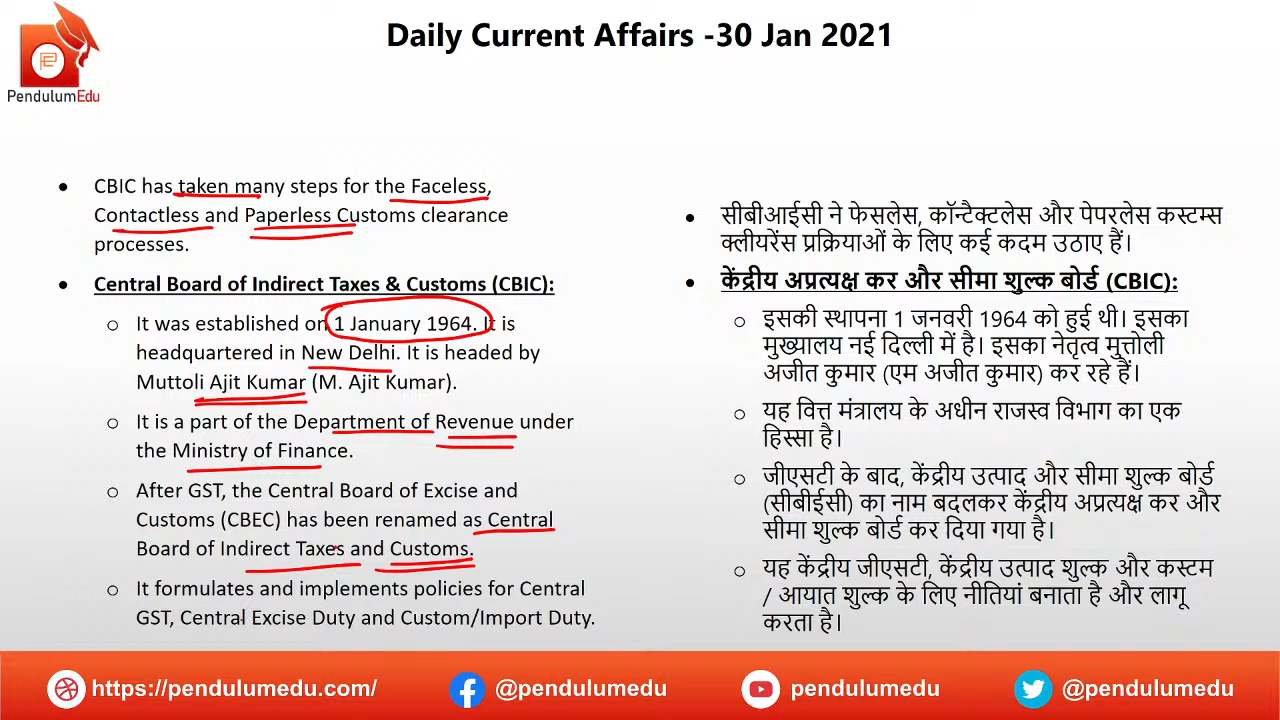 Daily Current Affairs -30 Jan 2021
PendulumEdu
● CBIC has taken many steps for the Faceless,
Contactless and Paperless Customs clearance
processes.
● Central Board of Indirect Taxes & Customs (CBIC):
o It was established on 1 January 1964. It is
headquartered in New Delhi. It is headed by
Muttoli Ajit Kumar (M. Ajit Kumar).
o It is a part of the Department of Revenue under
the Ministry of Finance.
o After GST, the Central Board of Excise and
Customs (CBEC) has been renamed as Central
Board of Indirect Taxes and Customs.
o It formulates and implements policies for Central
GST, Central Excise Duty and Custom/Import Duty.
● सीबीआईसी ने फेसलेस, कॉन्टैक्टलेस और पेपरलेस कस्टम्स
क्लीयरेंस प्रक्रियाओं के लिए कई कदम उठाए हैं।
● केंद्रीय अप्रत्यक्ष कर और सीमा शुल्क बोर्ड (CBIC):
o इसकी स्थापना 1 जनवरी 1964 को हुई थी। इसका
मुख्यालय नई दिल्ली में है। इसका नेतृत्व मुत्तोली
अजीत कुमार (एम अजीत कुमार) कर रहे हैं।
o यह वित्त मंत्रालय के अधीन राजस्व विभाग का एक
हिस्सा है।
o जीएसटी के बाद, केंद्रीय उत्पाद और सीमा शुल्क बोर्ड
(सीबीईसी) का नाम बदलकर केंद्रीय अप्रत्यक्ष कर और
सीमा शुल्क बोर्ड कर दिया गया है।
o यह केंद्रीय जीएसटी, केंद्रीय उत्पाद शुल्क और कस्टम
/ आयात शुल्क के लिए नीतियां बनाता है और लागू
करता है।
https://pendulumedu.com/ @pendulumedu pendulumedu @pendulumedu